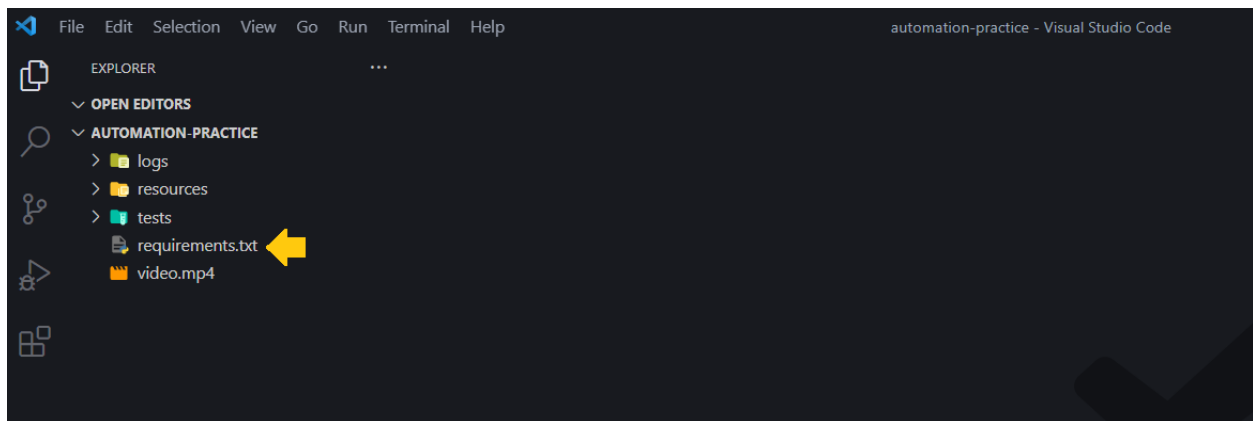 File Edit Selection View Go Run Terminal Help automation-practice - Visual Studio Code
EXPLORER ...
OPEN EDITORS
AUTOMATION-PRACTICE
logs
resources
tests
requirements.txt
video.mp4